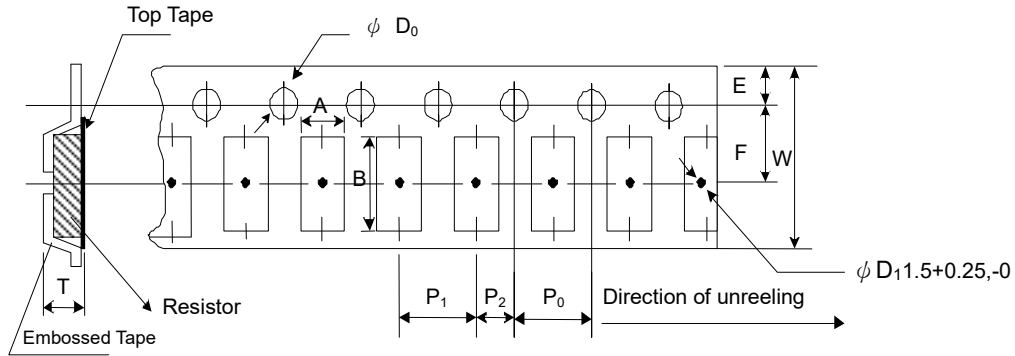 Top Tape
ϕ D₀
E
A
F
W
B
T
Resistor
Embossed Tape
P₁
P₂
P₀
Direction of unreeling
ϕ D₁1.5+0.25,-0